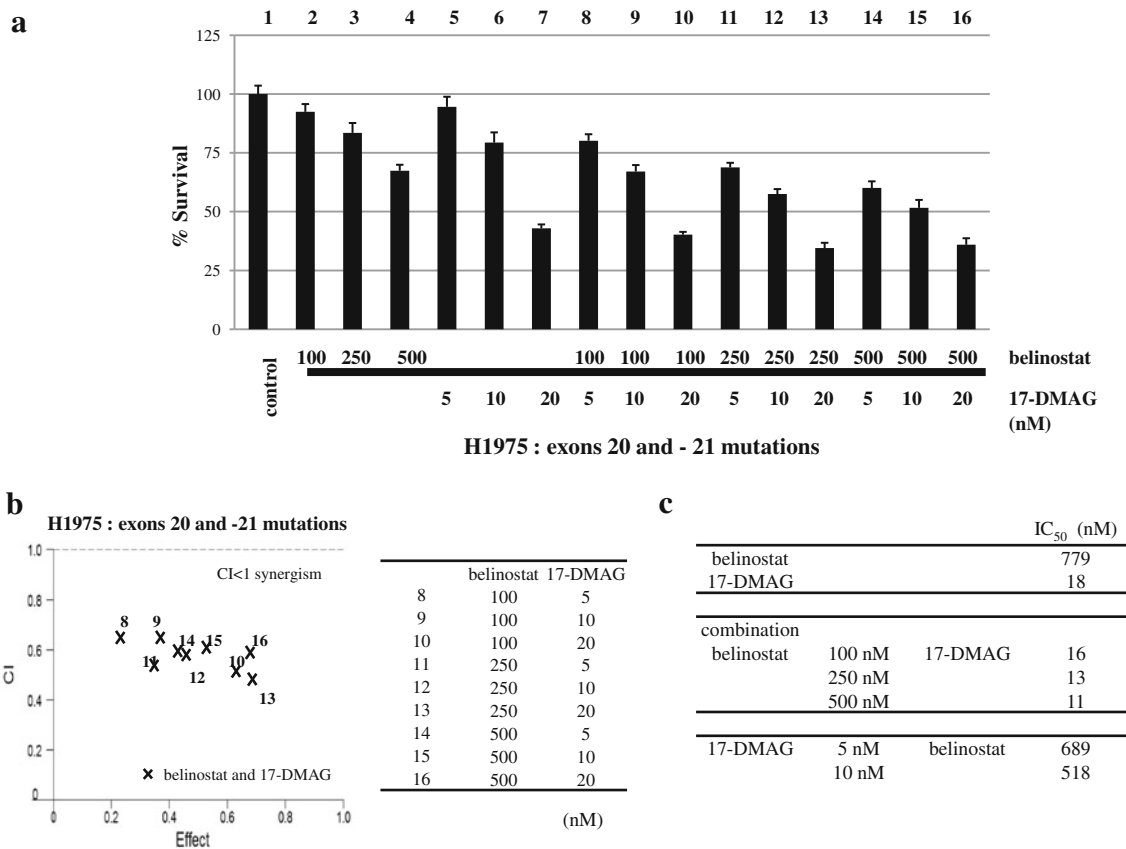 a
1 2 3 4 5 6 7 8 9 10 11 12 13 14 15 16
125
100
75
50
25
0
% Survival
control
100 250 500 100 100 100 250 250 250 500 500 500 belinostat
5 10 20 5 10 20 5 10 20 5 10 20 17-DMAG
(nM)
H1975 : exons 20 and - 21 mutations
b
H1975 : exons 20 and -21 mutations
1.0
0.8
0.6
0.4
0.2
0
CI
CI<1 synergism
8 9
14 15 16
11 10
12
13
belinostat and 17-DMAG
0 0.2 0.4 0.6 0.8 1.0
Effect
belinostat 17-DMAG
8 100 5
9 100 10
10 100 20
11 250 5
12 250 10
13 250 20
14 500 5
15 500 10
16 500 20
(nM)
c
IC50 (nM)
belinostat 779
17-DMAG 18
combination
belinostat 100 nM 17-DMAG 16
250 nM 13
500 nM 11
17-DMAG 5 nM belinostat 689
10 nM 518